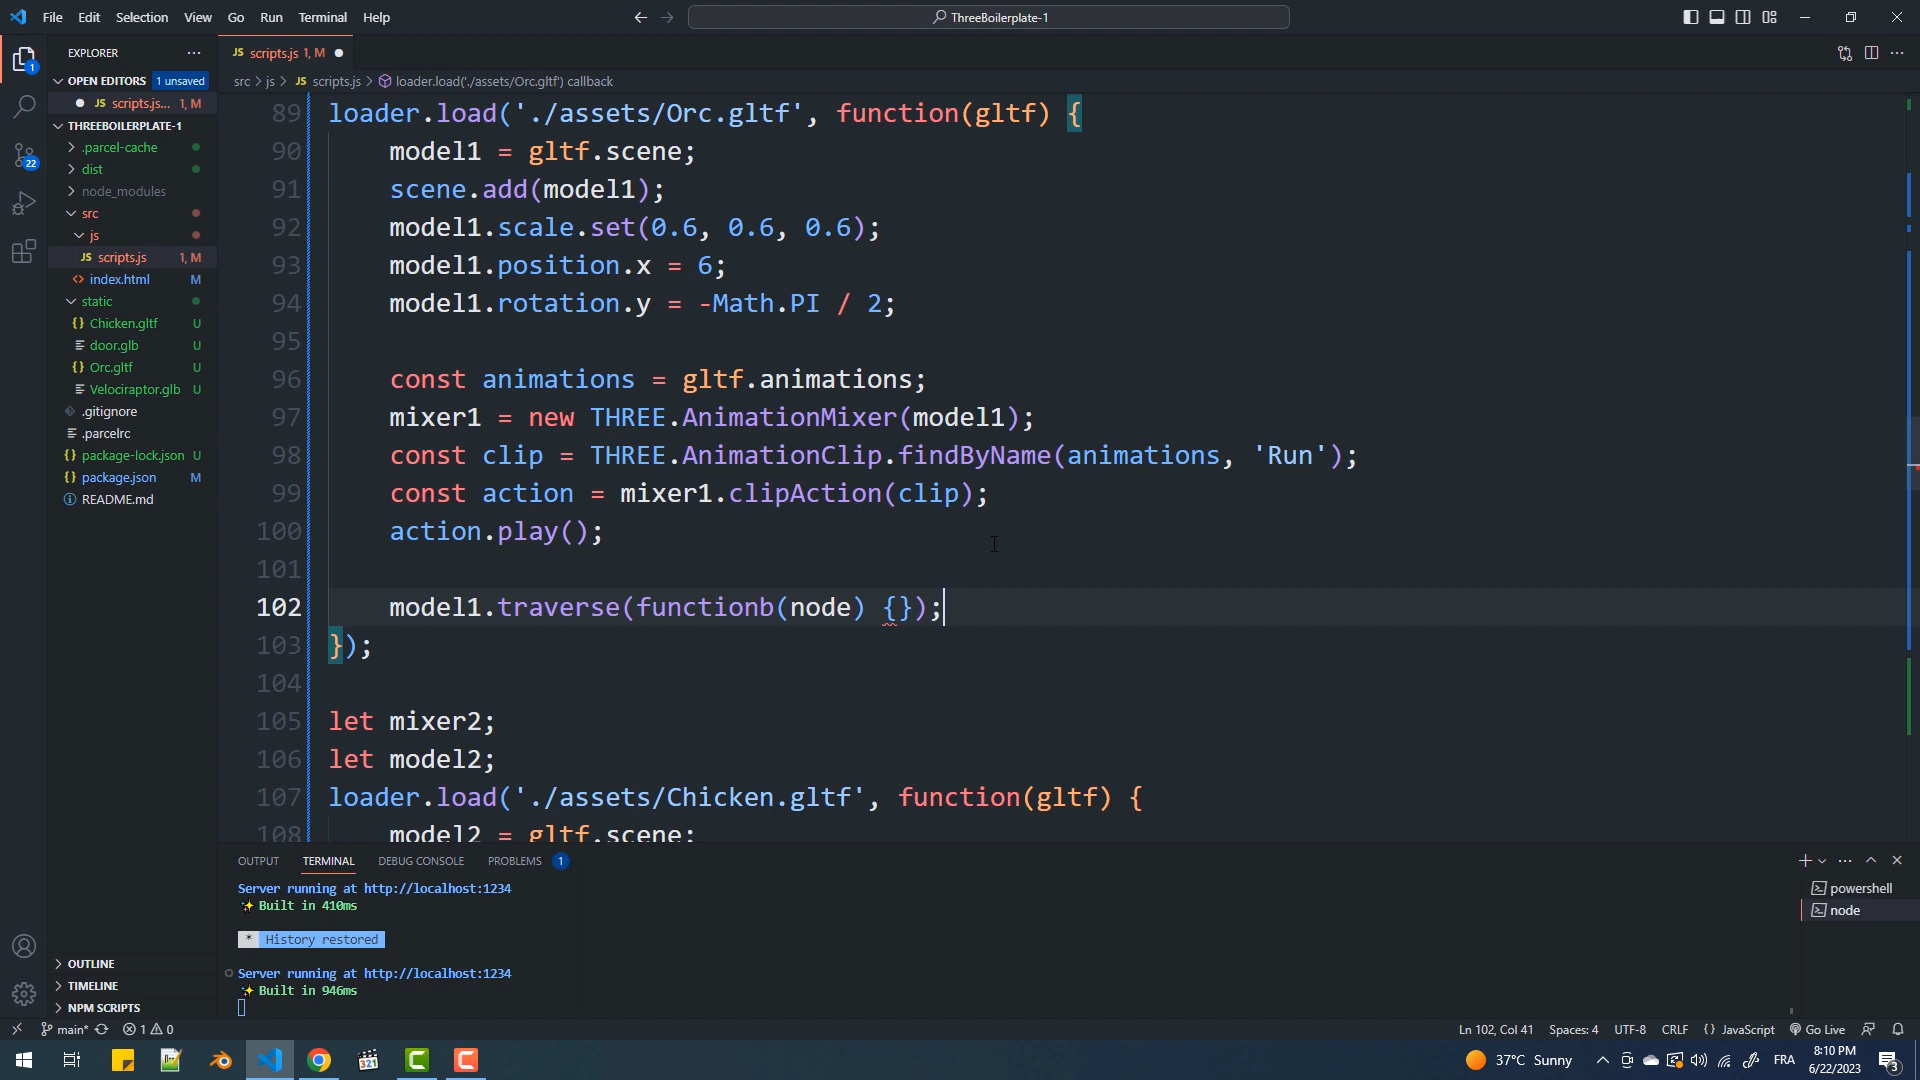 File Edit Selection View Go Run Terminal Help
ThreeBoilerplate-1
EXPLORER
OPEN EDITORS 1 unsaved
JS scripts.js... 1, M
THREEBOILERPLATE-1
.parcel-cache
dist
node_modules
src
js
JS scripts.js 1, M
<> index.html M
static
{} Chicken.gltf U
door.glb U
{} Orc.gltf U
Velociraptor.glb U
.gitignore
.parcelrc
{} package-lock.json U
{} package.json M
README.md
OUTLINE
TIMELINE
NPM SCRIPTS
1
22
JS scripts.js 1, M
src > js > JS scripts.js > loader.load('./assets/Orc.gltf') callback
89 loader.load('./assets/Orc.gltf', function(gltf) {
90 model1 = gltf.scene;
91 scene.add(model1);
92 model1.scale.set(0.6, 0.6, 0.6);
93 model1.position.x = 6;
94 model1.rotation.y = -Math.PI / 2;
95
96 const animations = gltf.animations;
97 mixer1 = new THREE.AnimationMixer(model1);
98 const clip = THREE.AnimationClip.findByName(animations, 'Run');
99 const action = mixer1.clipAction(clip);
100 action.play();
101
102 model1.traverse(functionb(node) {});
103 });
104
105 let mixer2;
106 let model2;
107 loader.load('./assets/Chicken.gltf', function(gltf) {
108 model2 = gltf.scene;
OUTPUT TERMINAL DEBUG CONSOLE PROBLEMS 1
Server running at http://localhost:1234
✨ Built in 410ms
* History restored
Server running at http://localhost:1234
✨ Built in 946ms
powershell
node
main* 1 0
Ln 102, Col 41 Spaces: 4 UTF-8 CRLF {} JavaScript Go Live
321
37°C Sunny
FRA
8:10 PM
6/22/2023
3